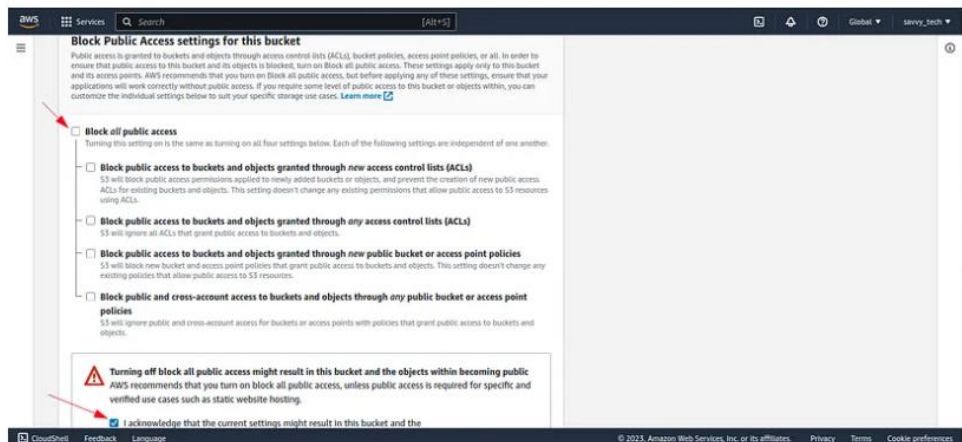 aws Services Search [Alt+S] Global ▼ savvy_tech ▼
Block Public Access settings for this bucket
Public access is granted to buckets and objects through access control lists (ACLs), bucket policies, access point policies, or all. In order to
ensure that public access to this bucket and its objects is blocked, turn on Block all public access. These settings apply only to this bucket
and its access points. AWS recommends that you turn on Block all public access, but before applying any of these settings, ensure that your
applications will work correctly without public access. If you require some level of public access to this bucket or objects within, you can
customize the individual settings below to suit your specific storage use cases. Learn more
Block all public access
Turning this setting on is the same as turning on all four settings below. Each of the following settings are independent of one another.
Block public access to buckets and objects granted through new access control lists (ACLs)
S3 will block public access permissions applied to newly added buckets or objects, and prevent the creation of new public access
ACLs for existing buckets and objects. This setting doesn't change any existing permissions that allow public access to S3 resources
using ACLs.
Block public access to buckets and objects granted through any access control lists (ACLs)
S3 will ignore all ACLs that grant public access to buckets and objects.
Block public access to buckets and objects granted through new public bucket or access point policies
S3 will block new bucket and access point policies that grant public access to buckets and objects. This setting doesn't change any
existing policies that allow public access to S3 resources.
Block public and cross-account access to buckets and objects through any public bucket or access point
policies
S3 will ignore public and cross-account access for buckets or access points with policies that grant public access to buckets and
objects.
Turning off block all public access might result in this bucket and the objects within becoming public
AWS recommends that you turn on block all public access, unless public access is required for specific and
verified use cases such as static website hosting.
I acknowledge that the current settings might result in this bucket and the
CloudShell Feedback Language © 2023, Amazon Web Services, Inc. or its affiliates. Privacy Terms Cookie preferences